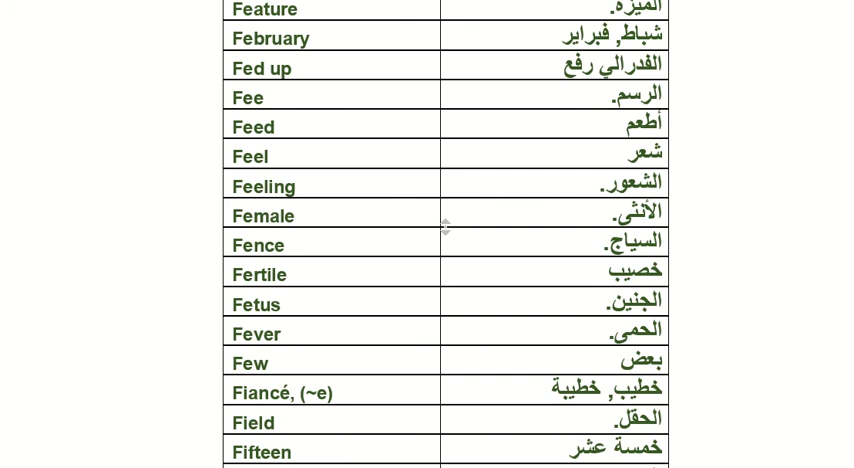 Feature الميزة.
February شباط, فبراير
Fed up الفدرالي رفع
Fee الرسم.
Feed أطعم
Feel شعر
Feeling الشعور.
Female الأنثى.
Fence السياج.
Fertile خصيب
Fetus الجنين.
Fever الحمى.
Few بعض
Fiancé, (~e) خطيب, خطيبة
Field الحقل.
Fifteen خمسة عشر